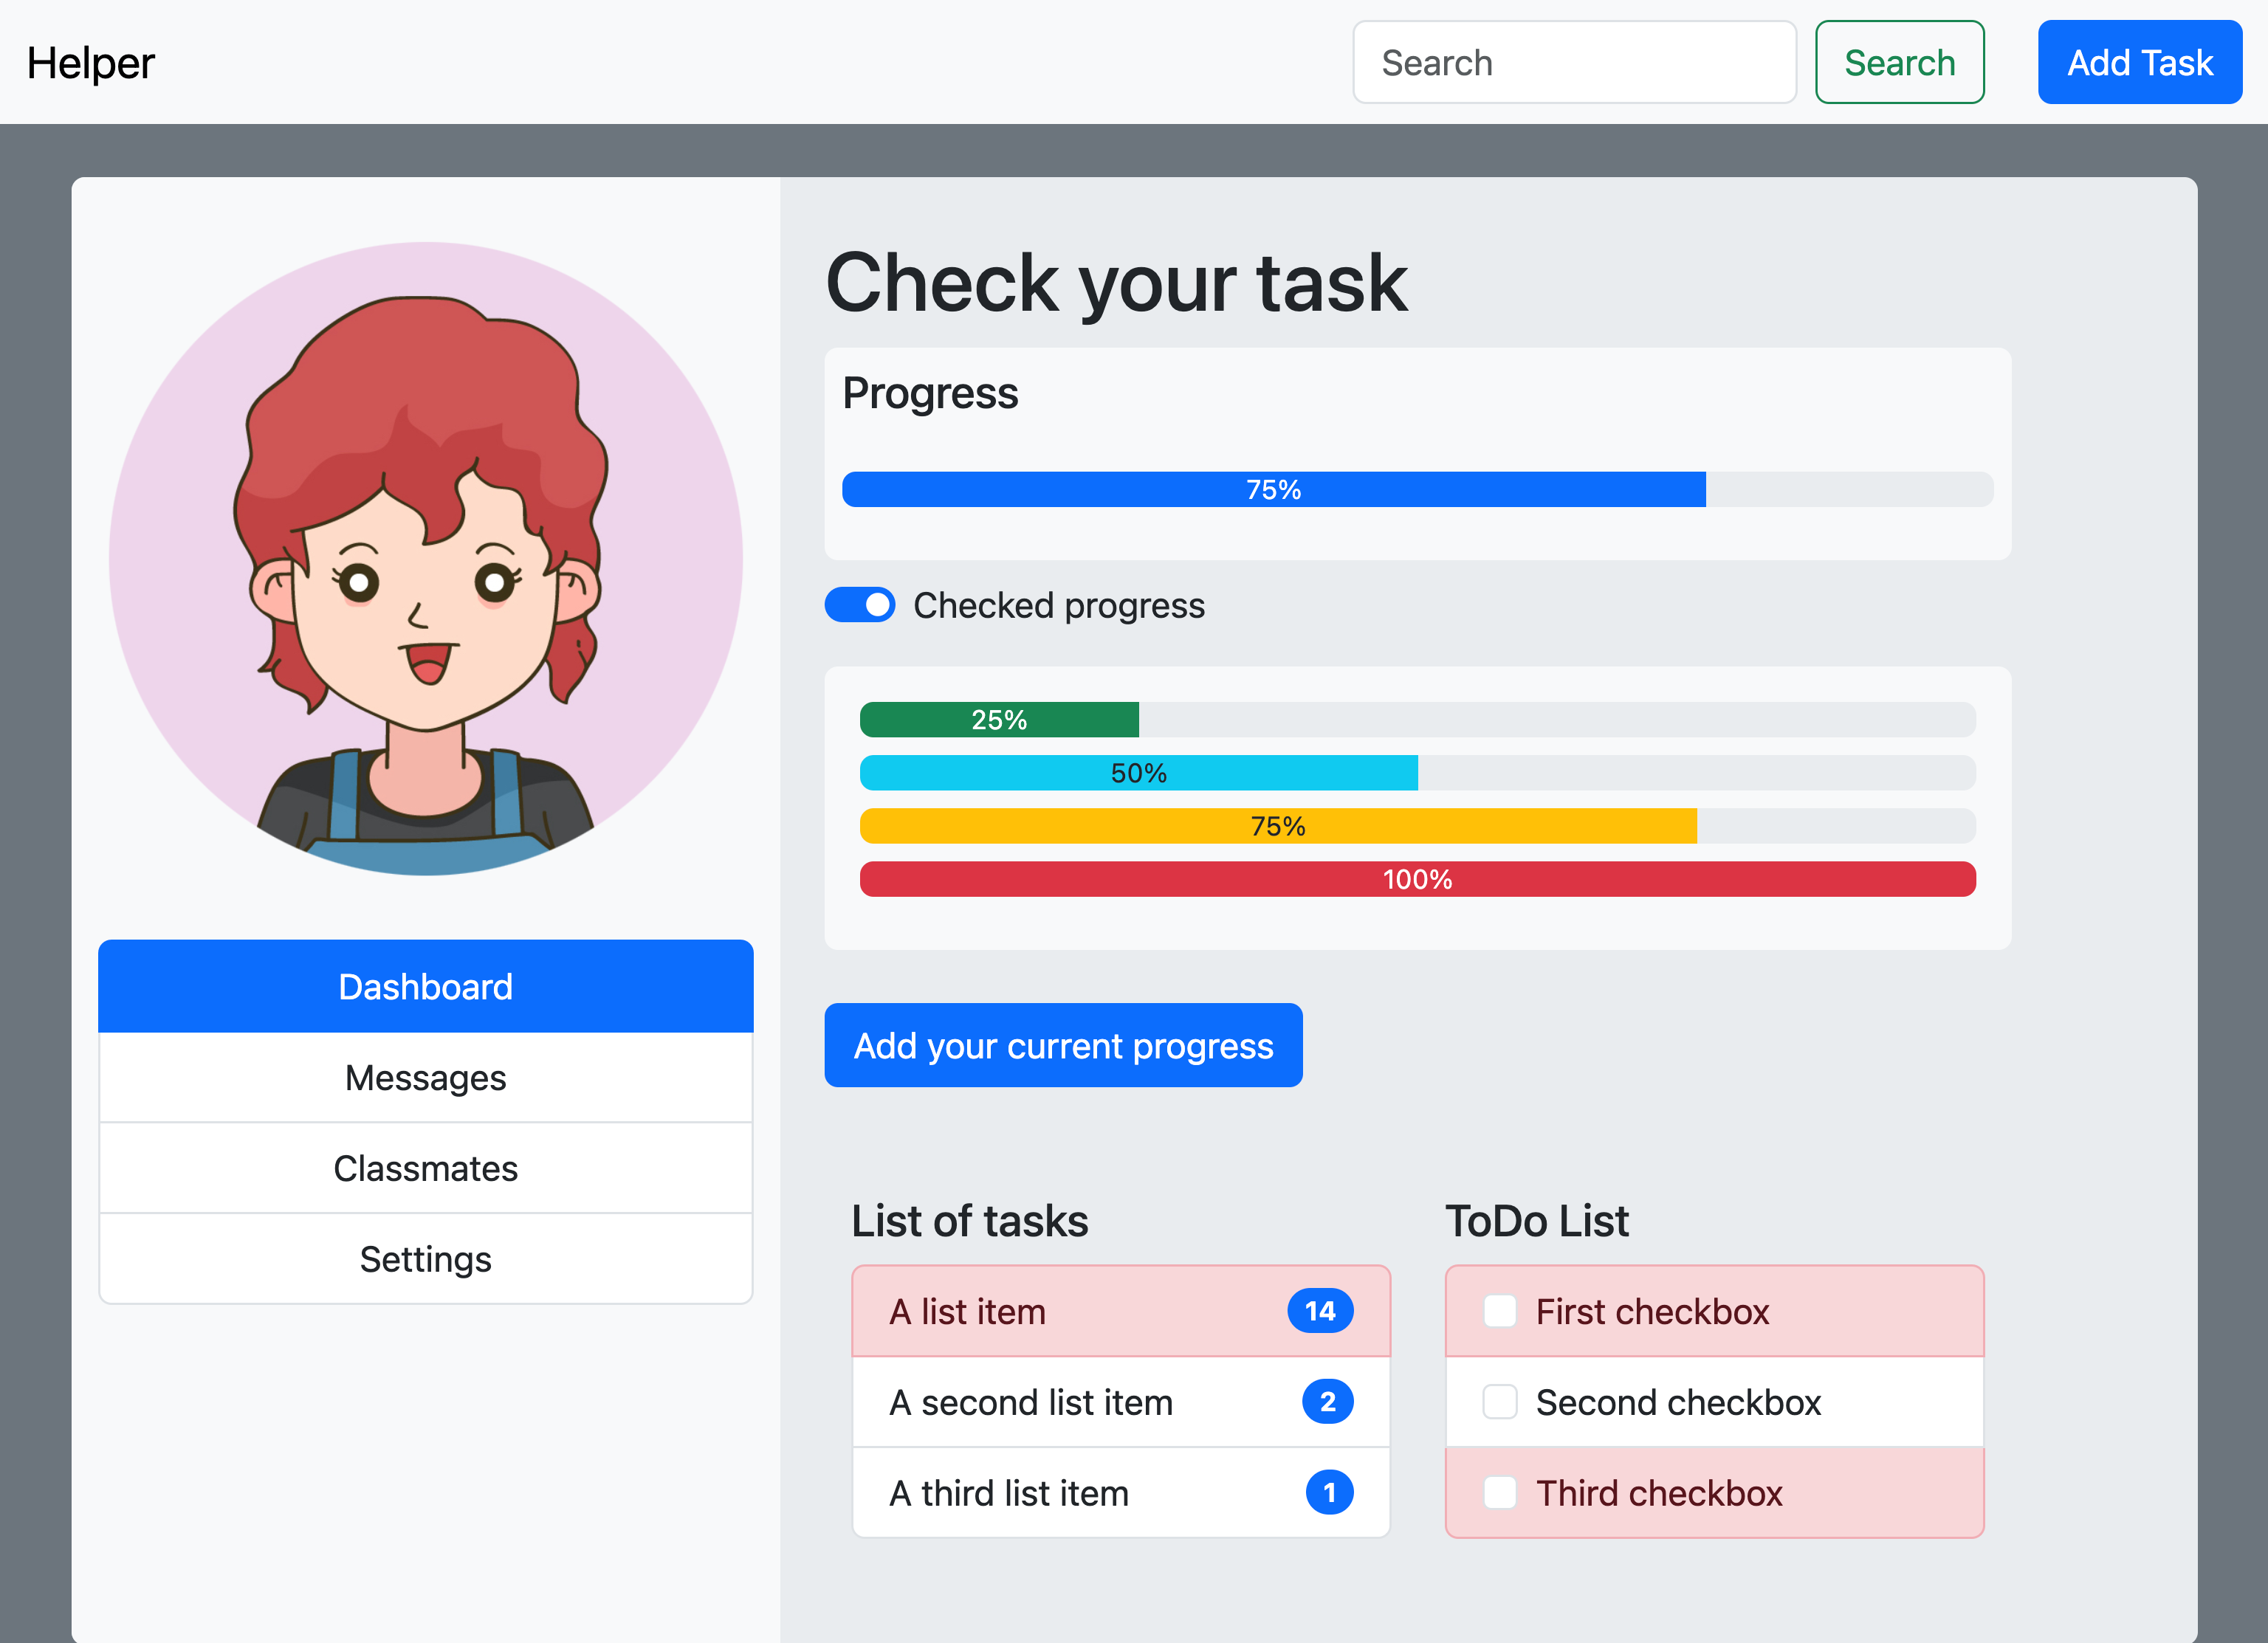 Helper
Search
Search
Add Task
Check your task
Progress
75%
Checked progress
25%
50%
75%
100%
Dashboard
Messages
Classmates
Settings
Add your current progress
List of tasks
A list item 14
A second list item 2
A third list item 1
ToDo List
First checkbox
Second checkbox
Third checkbox